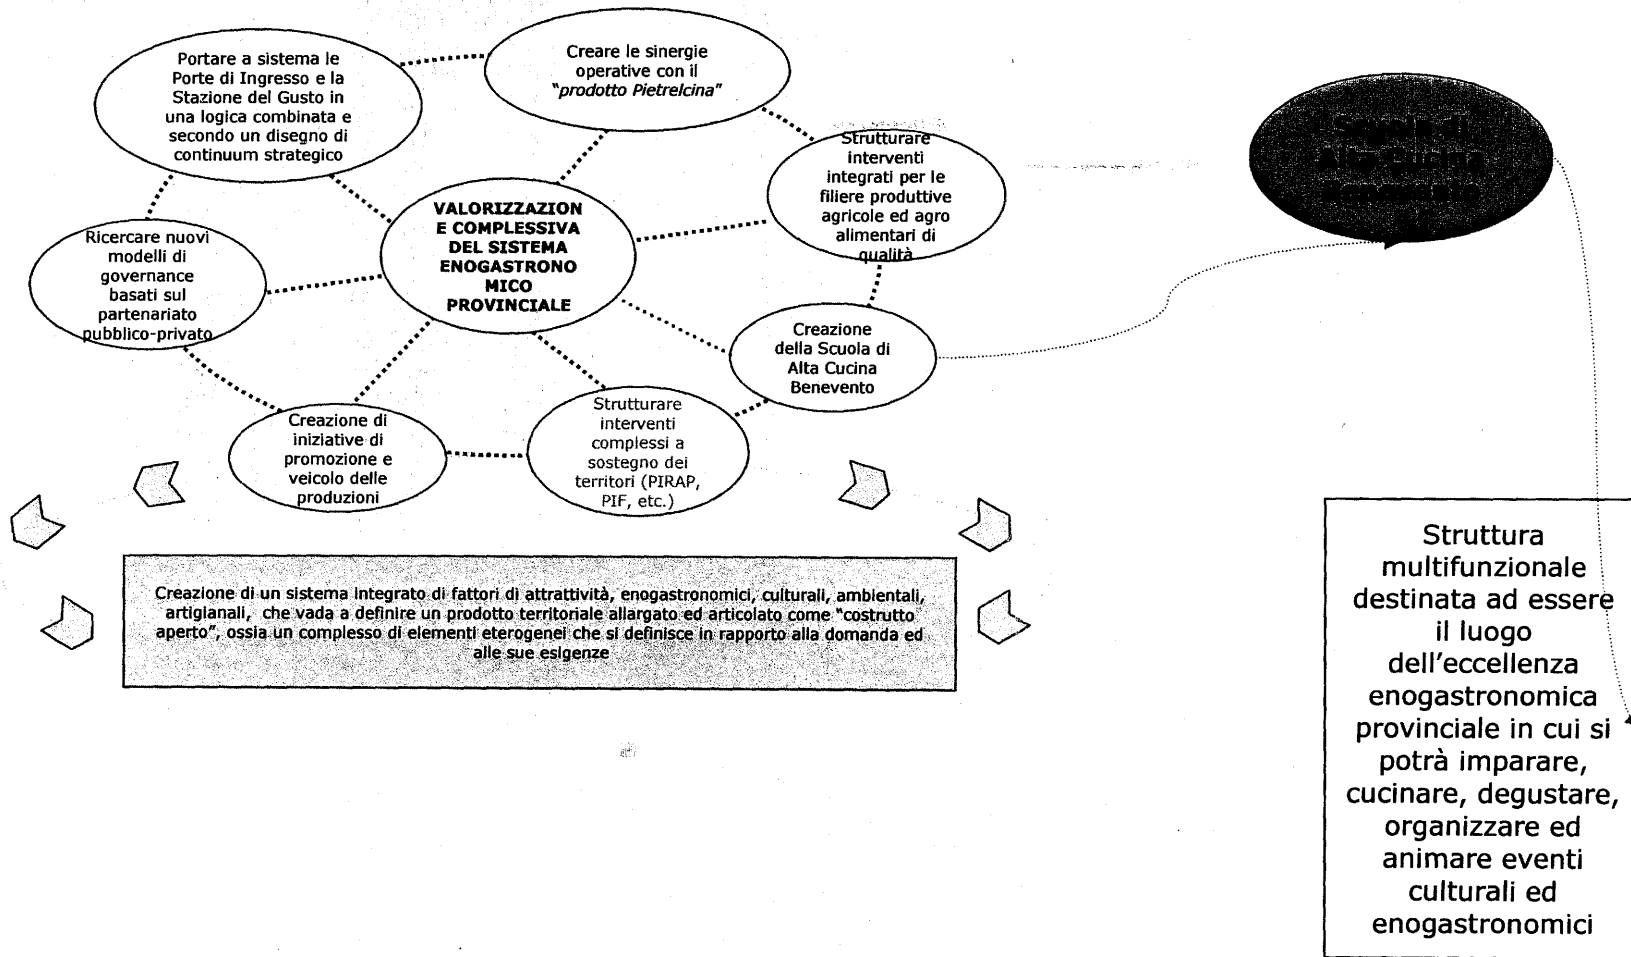 Portare a sistema le
Porte di Ingresso e la
Stazione del Gusto in
una logica combinata e
secondo un disegno di
continuum strategico
Creare le sinergie
operative con il
"prodotto Pietrelcina"
Strutturare
interventi
integrati per le
filiere produttive
agricole ed agro
alimentari di
qualità
Scuola di
Alta Cucina
VALORIZZAZION
E COMPLESSIVA
DEL SISTEMA
ENOGASTRONO
MICO
PROVINCIALE
Ricercare nuovi
modelli di
governance
basati sul
partenariato
pubblico-privato
Creazione
della Scuola di
Alta Cucina
Benevento
Creazione di
iniziative di
promozione e
veicolo delle
produzioni
Strutturare
interventi
complessi a
sostegno dei
territori (PIRAP,
PIF, etc.)
Creazione di un sistema integrato di fattori di attrattività, enogastronomici, culturali, ambientali,
artigianali, che vada a definire un prodotto territoriale allargato ed articolato come "costrutto
aperto", ossia un complesso di elementi eterogenei che si definisce in rapporto alla domanda ed
alle sue esigenze
Struttura
multifunzionale
destinata ad essere
il luogo
dell'eccellenza
enogastronomica
provinciale in cui si
potrà imparare,
cucinare, degustare,
organizzare ed
animare eventi
culturali ed
enogastronomici